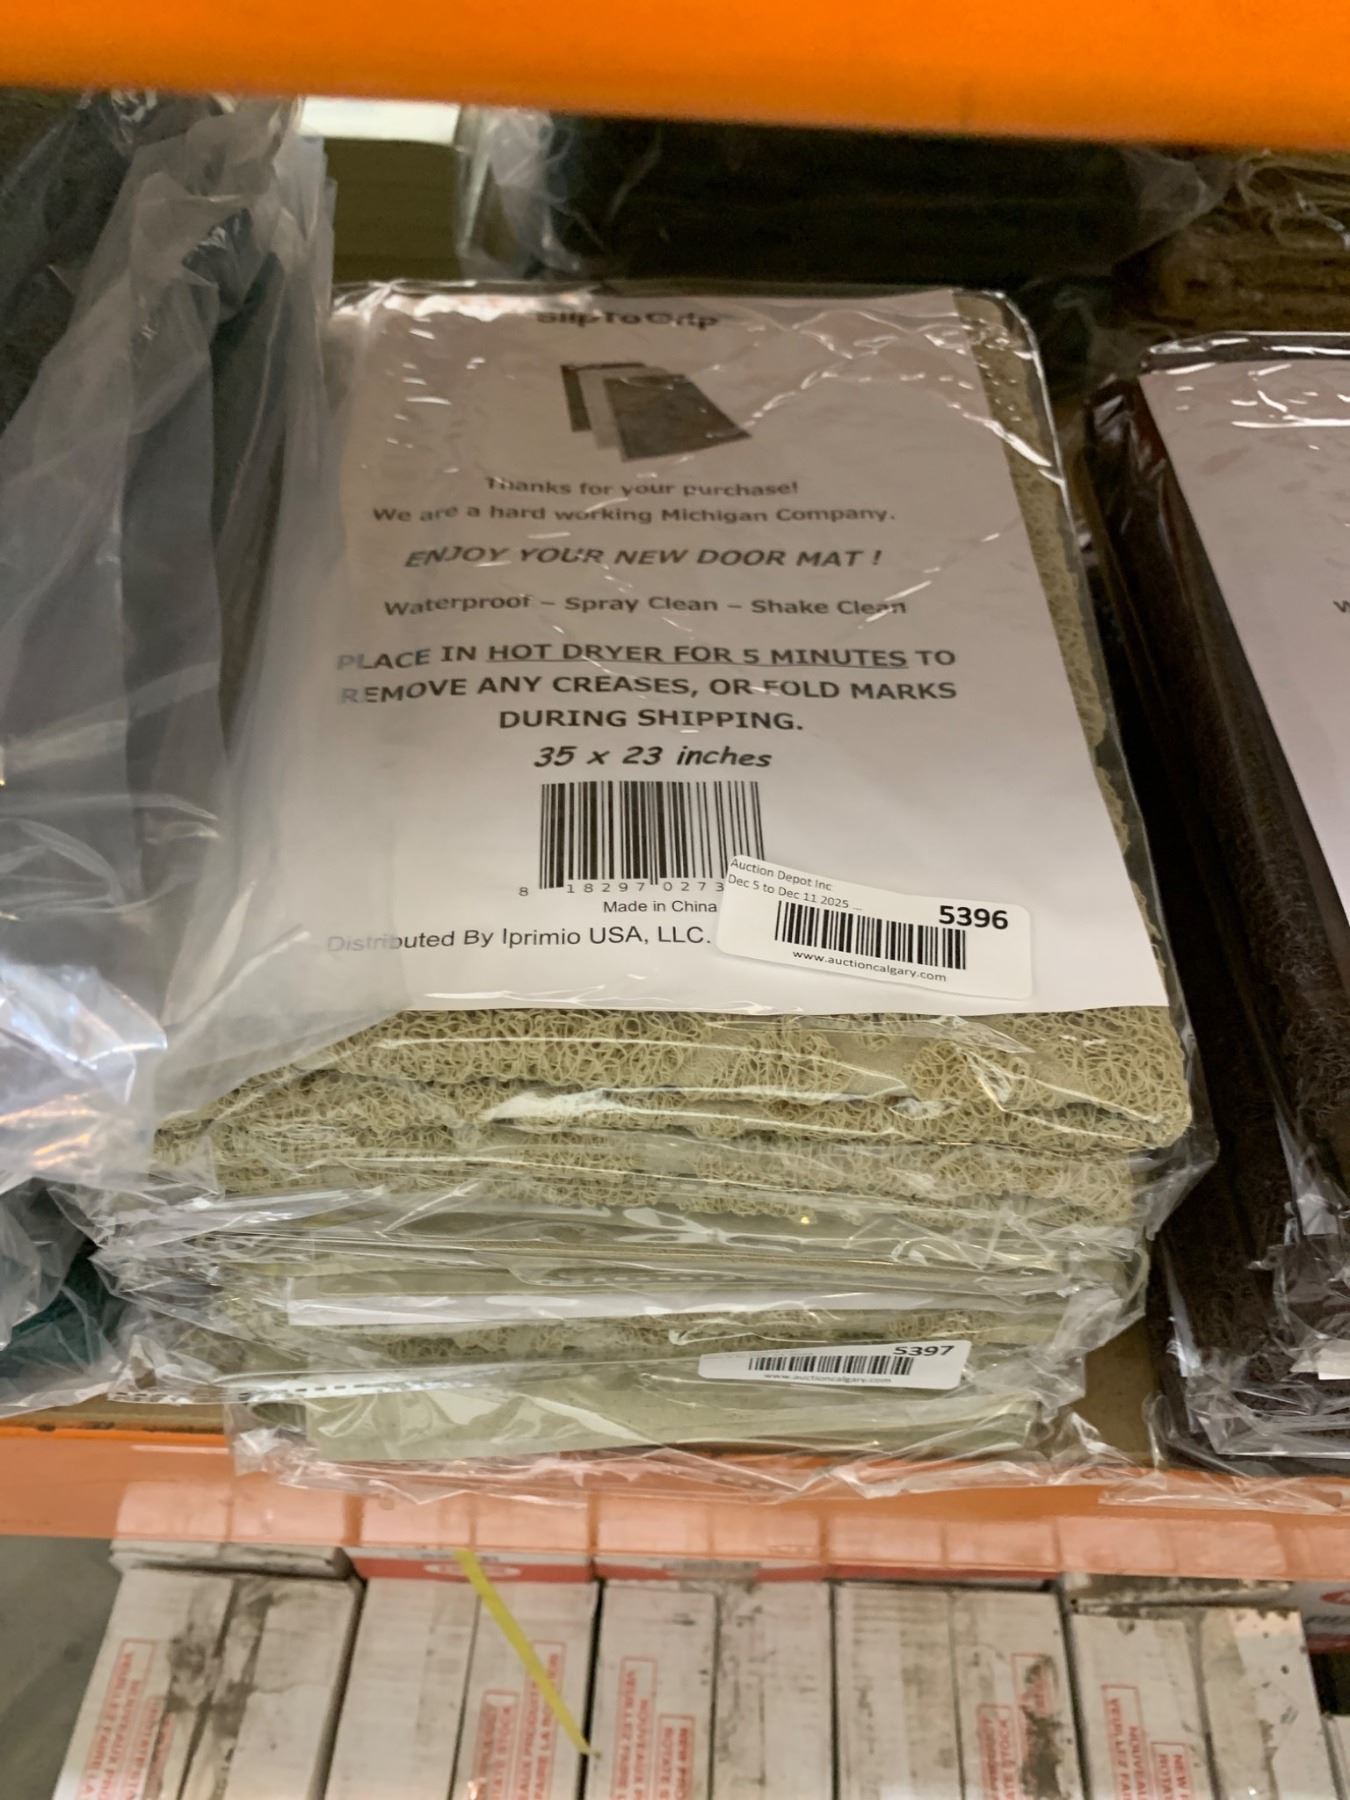 SlipToGrip
Thanks for your purchase!
We are a hard working Michigan Company.
ENJOY YOUR NEW DOOR MAT !
Waterproof – Spray Clean – Shake Clean
PLACE IN HOT DRYER FOR 5 MINUTES TO
REMOVE ANY CREASES, OR FOLD MARKS
DURING SHIPPING.
35 x 23 inches
8 18297 0273
Made in China
Distributed By Iprimio USA, LLC.
Auction Depot Inc
Dec 5 to Dec 11 2025 ...
5396
www.auctioncalgary.com
5397
www.auctioncalgary.com